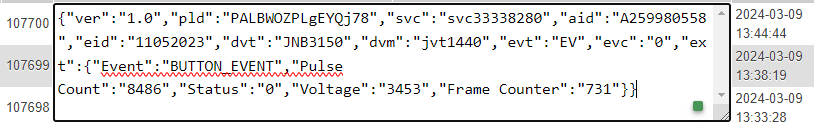 107700
107699
107698
{"ver":"1.0","pld":"PALBWOZPLgEYQj78","svc":"svc33338280","aid":"A259980558
","eid":"11052023","dvt":"JNB3150","dvm":"jvt1440","evt":"EV","evc":"0","ex
t":{"Event":"BUTTON_EVENT","Pulse
Count":"8486","Status":"0","Voltage":"3453","Frame Counter":"731"}}
2024-03-09
13:44:44
2024-03-09
13:38:19
2024-03-09
13:33:28